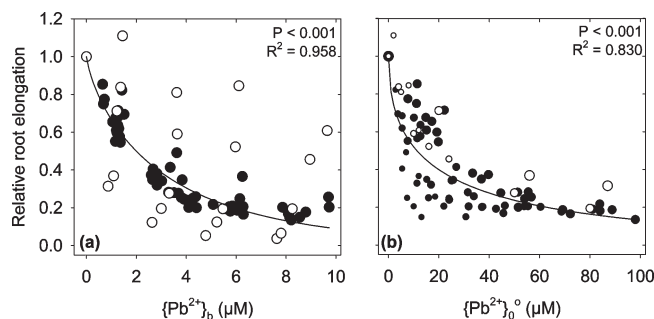 P < 0.001
R² = 0.958
P < 0.001
R² = 0.830
Relative root elongation
1.2
1.0
0.8
0.6
0.4
0.2
0.0
(a)
(b)
0 2 4 6 8 10
0 20 40 60 80 100
{Pb²⁺}b (µM)
{Pb²⁺}₀° (µM)